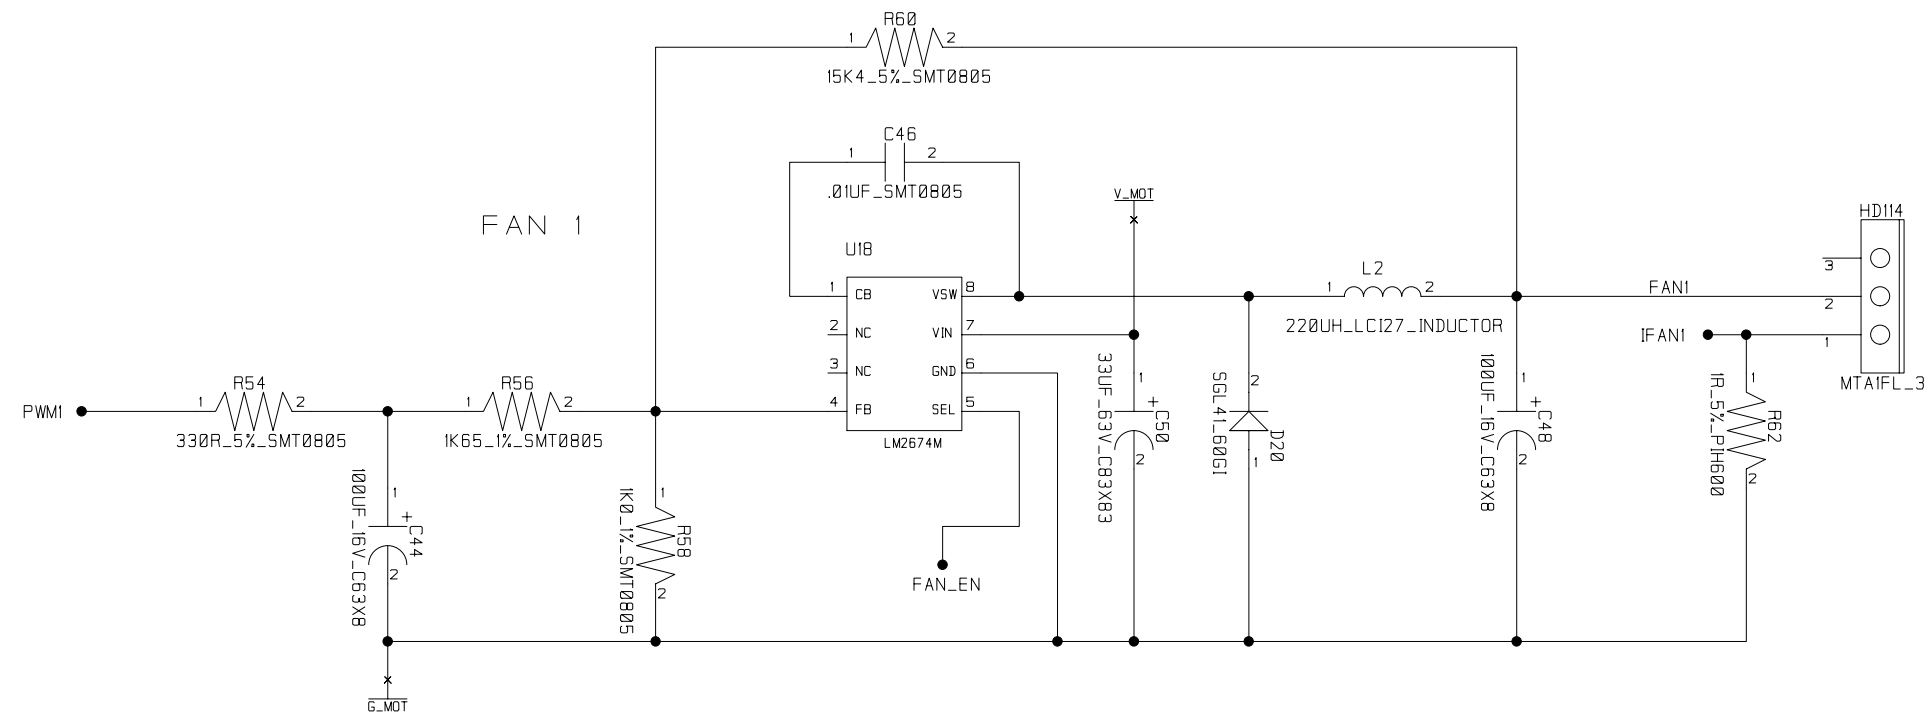 R60
1 2
15K4_5%_SMT0805
C46
1 2
.01UF_SMT0805
FAN 1
V_MOT
HD114
U18
1 CB VSW 8
2 NC VIN 7
3 NC GND 6
4 FB SEL 5
LM2674M
L2
1 2
220UH_LCI27_INDUCTOR
FAN1
IFAN1
3
2
1
MTA1FL_3
PWM1
R54
1 2
330R_5%_SMT0805
R56
1 2
1K65_1%_SMT0805
1
+
C44
2
100UF_16V_C63X8
1
R58
2
1K0_1%_SMT0805
FAN_EN
1
+
C50
2
33UF_63V_C83X83
2
D20
1
SGL41_60GI
1
+
C48
2
100UF_16V_C63X8
1
R62
2
1R_5%_PIH600
G_MOT